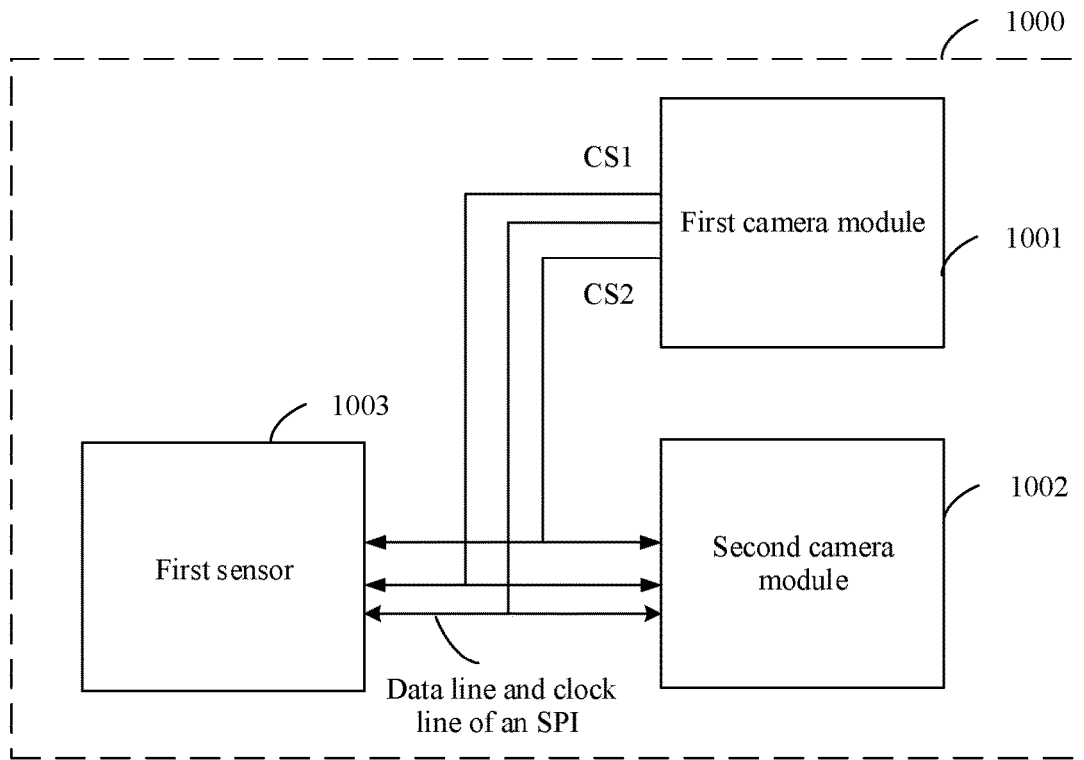 1000
CS1
First camera module
1001
CS2
1003
1002
First sensor
Second camera
module
Data line and clock
line of an SPI